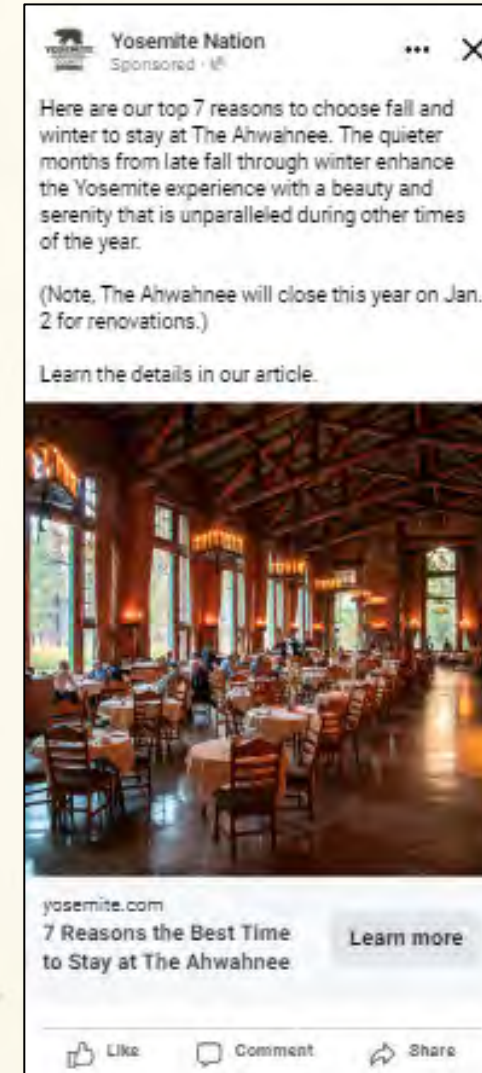 Yosemite Nation
Sponsored ·
Here are our top 7 reasons to choose fall and
winter to stay at The Ahwahnee. The quieter
months from late fall through winter enhance
the Yosemite experience with a beauty and
serenity that is unparalleled during other times
of the year.
(Note, The Ahwahnee will close this year on Jan.
2 for renovations.)
Learn the details in our article.
yosemite.com
7 Reasons the Best Time
to Stay at The Ahwahnee
Learn more
Like
Comment
Share